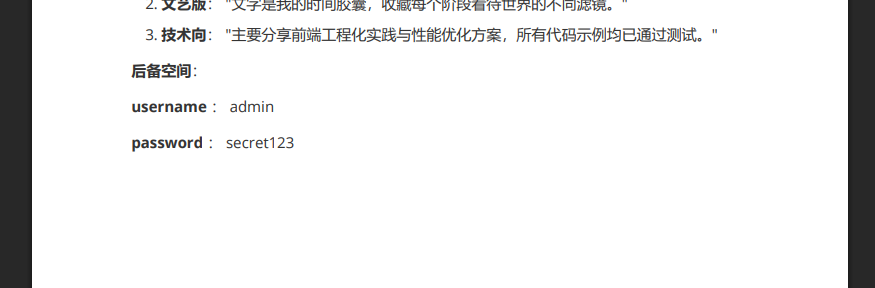 2. 文艺版： "文字是我的时间胶囊，收藏每个阶段看待世界的不同滤镜。"
3. 技术向： "主要分享前端工程化实践与性能优化方案，所有代码示例均已通过测试。"
后备空间：
username： admin
password： secret123